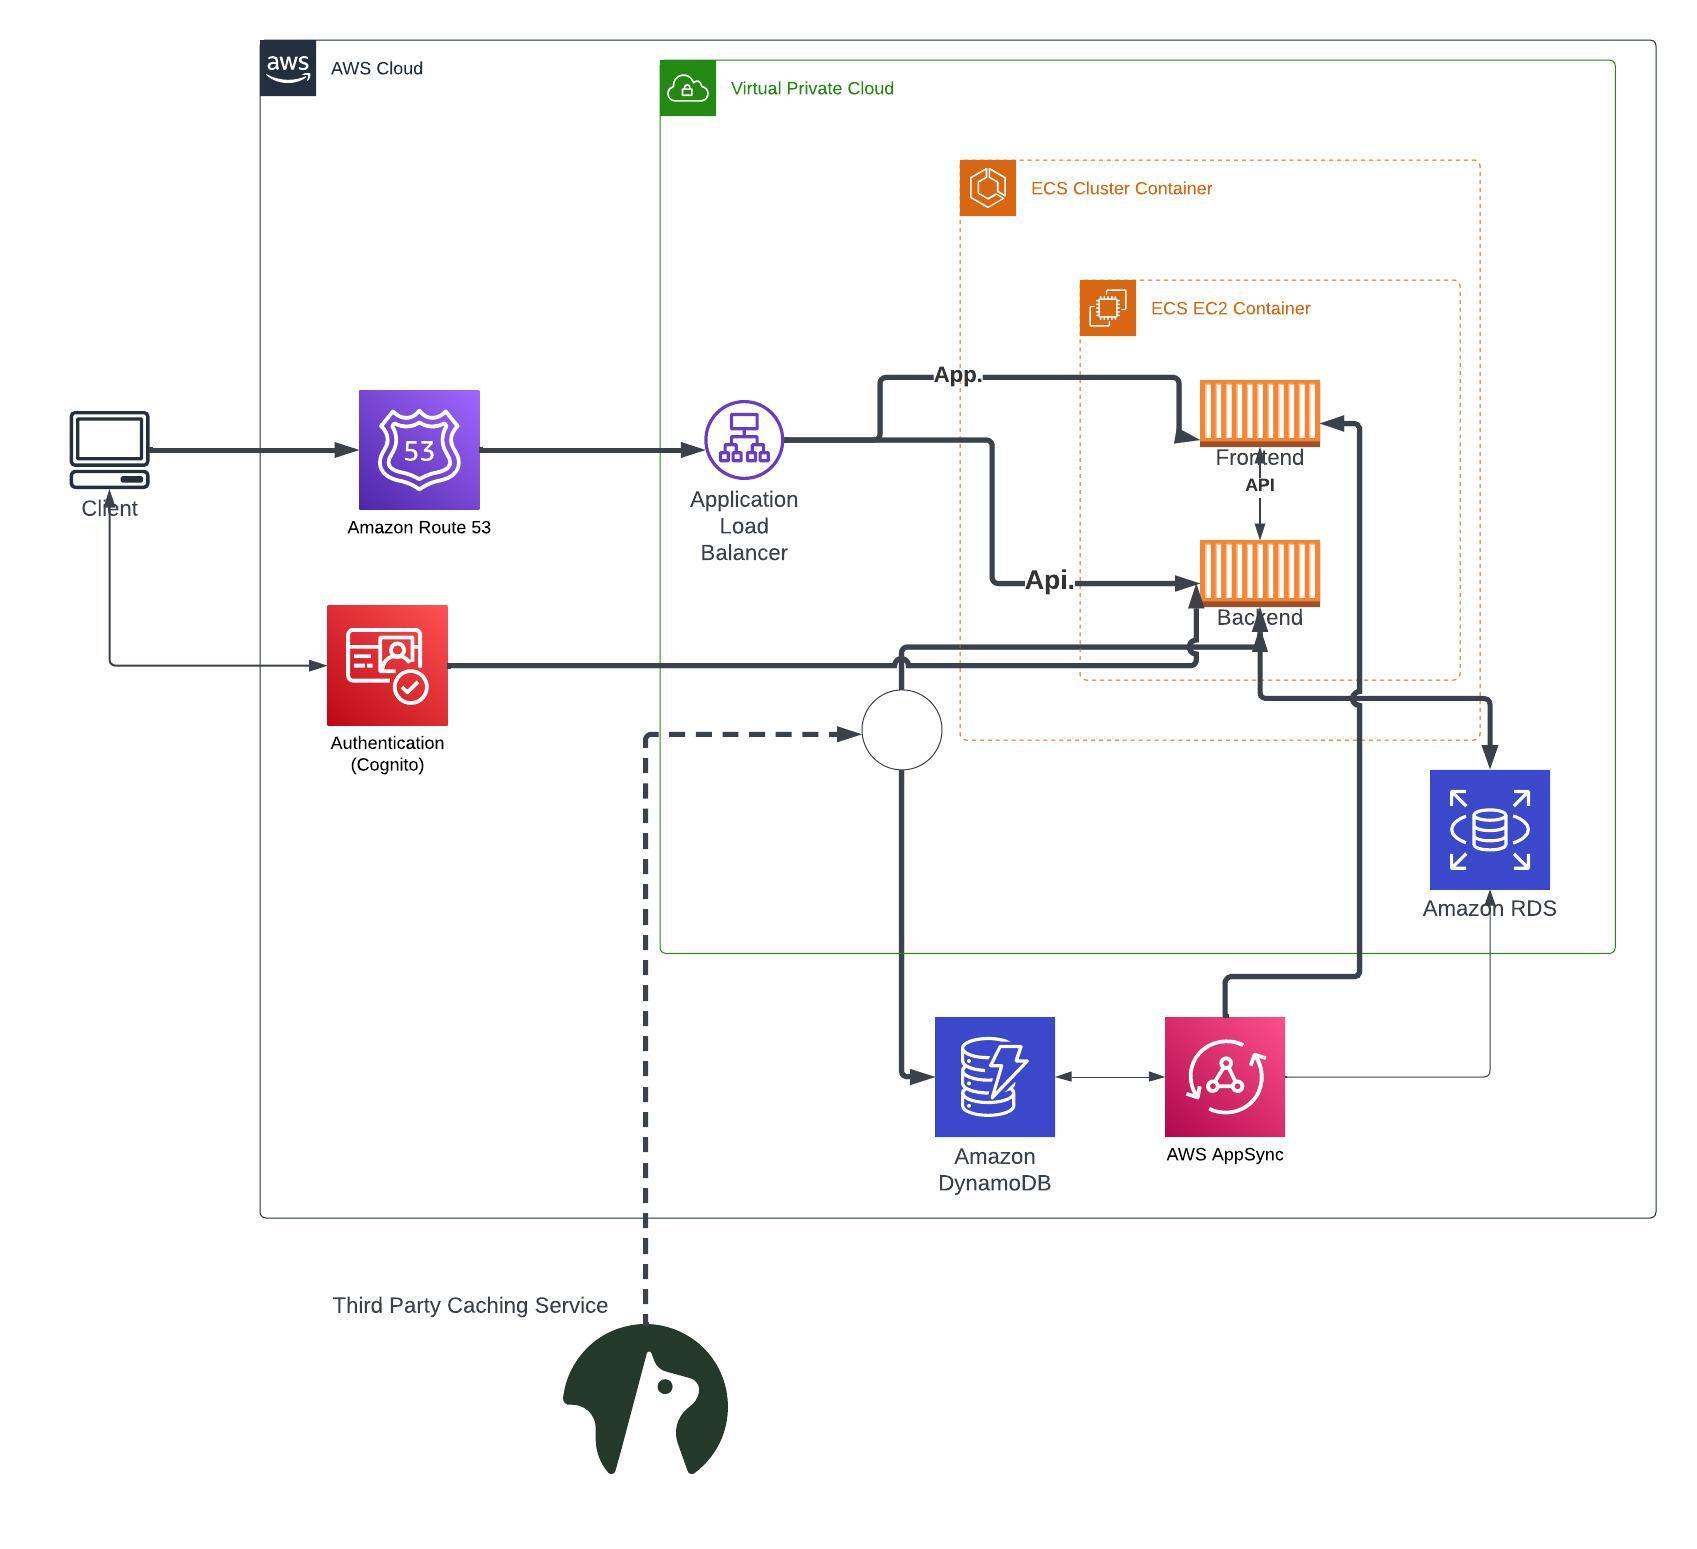 aws
AWS Cloud
Virtual Private Cloud
ECS Cluster Container
ECS EC2 Container
App.
Frontend
53
Client
API
Amazon Route 53
Application
Load
Balancer
Api.
Backend
Authentication
(Cognito)
Amazon RDS
Amazon
DynamoDB
AWS AppSync
Third Party Caching Service